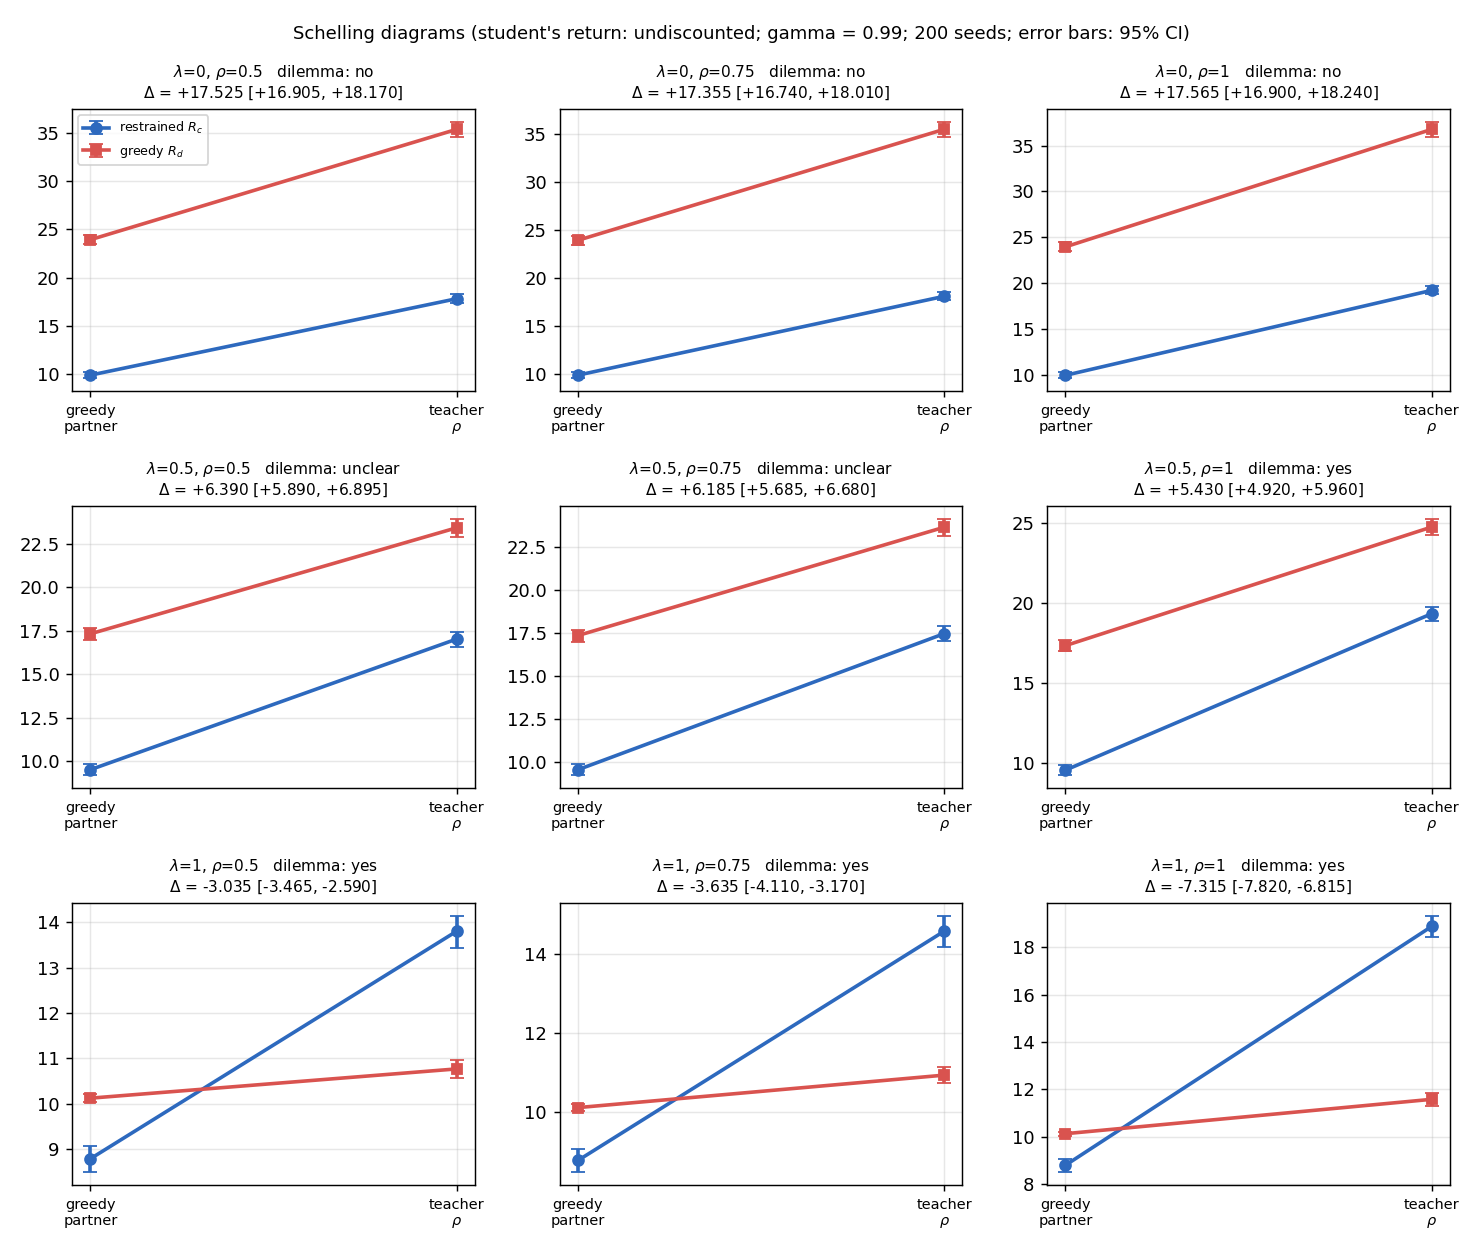 Schelling diagrams (student's return: undiscounted; gamma = 0.99; 200 seeds; error bars: 95% CI)
λ=0, ρ=0.5   dilemma: no
Δ = +17.525 [+16.905, +18.170]
restrained R_c
greedy R_d
35
30
25
20
15
10
greedy
partner
teacher
ρ
λ=0, ρ=0.75   dilemma: no
Δ = +17.355 [+16.740, +18.010]
35
30
25
20
15
10
greedy
partner
teacher
ρ
λ=0, ρ=1   dilemma: no
Δ = +17.565 [+16.900, +18.240]
35
30
25
20
15
10
greedy
partner
teacher
ρ
λ=0.5, ρ=0.5   dilemma: unclear
Δ = +6.390 [+5.890, +6.895]
22.5
20.0
17.5
15.0
12.5
10.0
greedy
partner
teacher
ρ
λ=0.5, ρ=0.75   dilemma: unclear
Δ = +6.185 [+5.685, +6.680]
22.5
20.0
17.5
15.0
12.5
10.0
greedy
partner
teacher
ρ
λ=0.5, ρ=1   dilemma: yes
Δ = +5.430 [+4.920, +5.960]
25
20
15
10
greedy
partner
teacher
ρ
λ=1, ρ=0.5   dilemma: yes
Δ = -3.035 [-3.465, -2.590]
14
13
12
11
10
9
greedy
partner
teacher
ρ
λ=1, ρ=0.75   dilemma: yes
Δ = -3.635 [-4.110, -3.170]
14
12
10
greedy
partner
teacher
ρ
λ=1, ρ=1   dilemma: yes
Δ = -7.315 [-7.820, -6.815]
18
16
14
12
10
8
greedy
partner
teacher
ρ